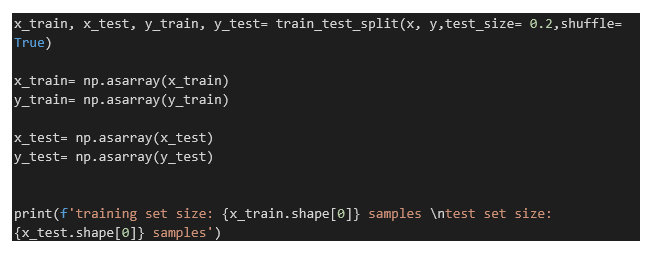 x_train, x_test, y_train, y_test= train_test_split(x, y,test_size= 0.2,shuffle=
True)
x_train= np.asarray(x_train)
y_train= np.asarray(y_train)
x_test= np.asarray(x_test)
y_test= np.asarray(y_test)
print(f'training set size: {x_train.shape[0]} samples \ntest set size:
{x_test.shape[0]} samples')